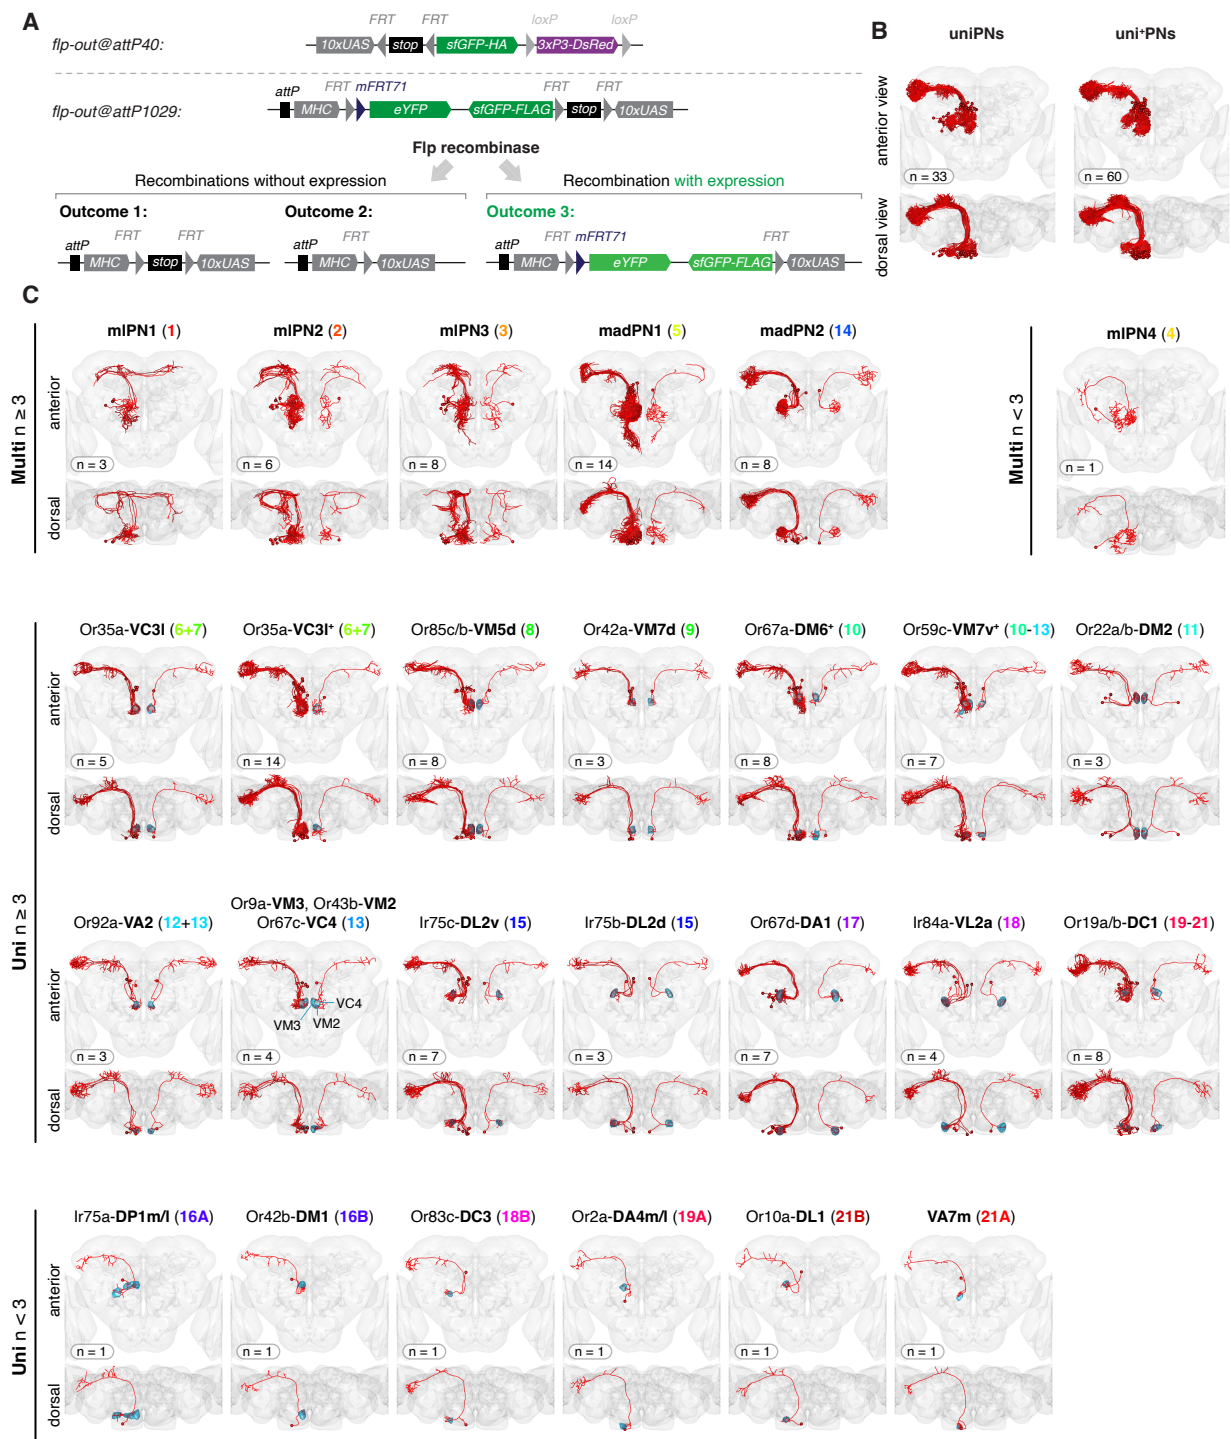 A
FRT FRT loxP loxP
flp-out@attP40: 10xUAS stop sfGFP-HA 3xP3-DsRed
attP FRT mFRT71 FRT FRT
flp-out@attP1029: MHC eYFP sfGFP-FLAG stop 10xUAS
Flp recombinase
Recombinations without expression
Recombination with expression
Outcome 1: Outcome 2: Outcome 3:
attP FRT FRT attP FRT attP FRT mFRT71 FRT
MHC stop 10xUAS MHC 10xUAS MHC eYFP sfGFP-FLAG 10xUAS
B
uniPNs uni+PNs
anterior view
n = 33 n = 60
dorsal view
C
Multi n ≥ 3
mlPN1 (1) mlPN2 (2) mlPN3 (3) madPN1 (5) madPN2 (14)
anterior
n = 3 n = 6 n = 8 n = 14 n = 8
dorsal
Multi n < 3
mlPN4 (4)
n = 1
Uni n ≥ 3
Or35a-VC3l (6+7) Or35a-VC3l+ (6+7) Or85c/b-VM5d (8) Or42a-VM7d (9) Or67a-DM6+ (10) Or59c-VM7v+ (10-13) Or22a/b-DM2 (11)
anterior
n = 5 n = 14 n = 8 n = 3 n = 8 n = 7 n = 3
dorsal
Or9a-VM3, Or43b-VM2
Or92a-VA2 (12+13) Or67c-VC4 (13) Ir75c-DL2v (15) Ir75b-DL2d (15) Or67d-DA1 (17) Ir84a-VL2a (18) Or19a/b-DC1 (19-21)
anterior
VC4
VM3 VM2
n = 3 n = 4 n = 7 n = 3 n = 7 n = 4 n = 8
dorsal
Uni n < 3
Ir75a-DP1m/l (16A) Or42b-DM1 (16B) Or83c-DC3 (18B) Or2a-DA4m/l (19A) Or10a-DL1 (21B) VA7m (21A)
anterior
n = 1 n = 1 n = 1 n = 1 n = 1 n = 1
dorsal